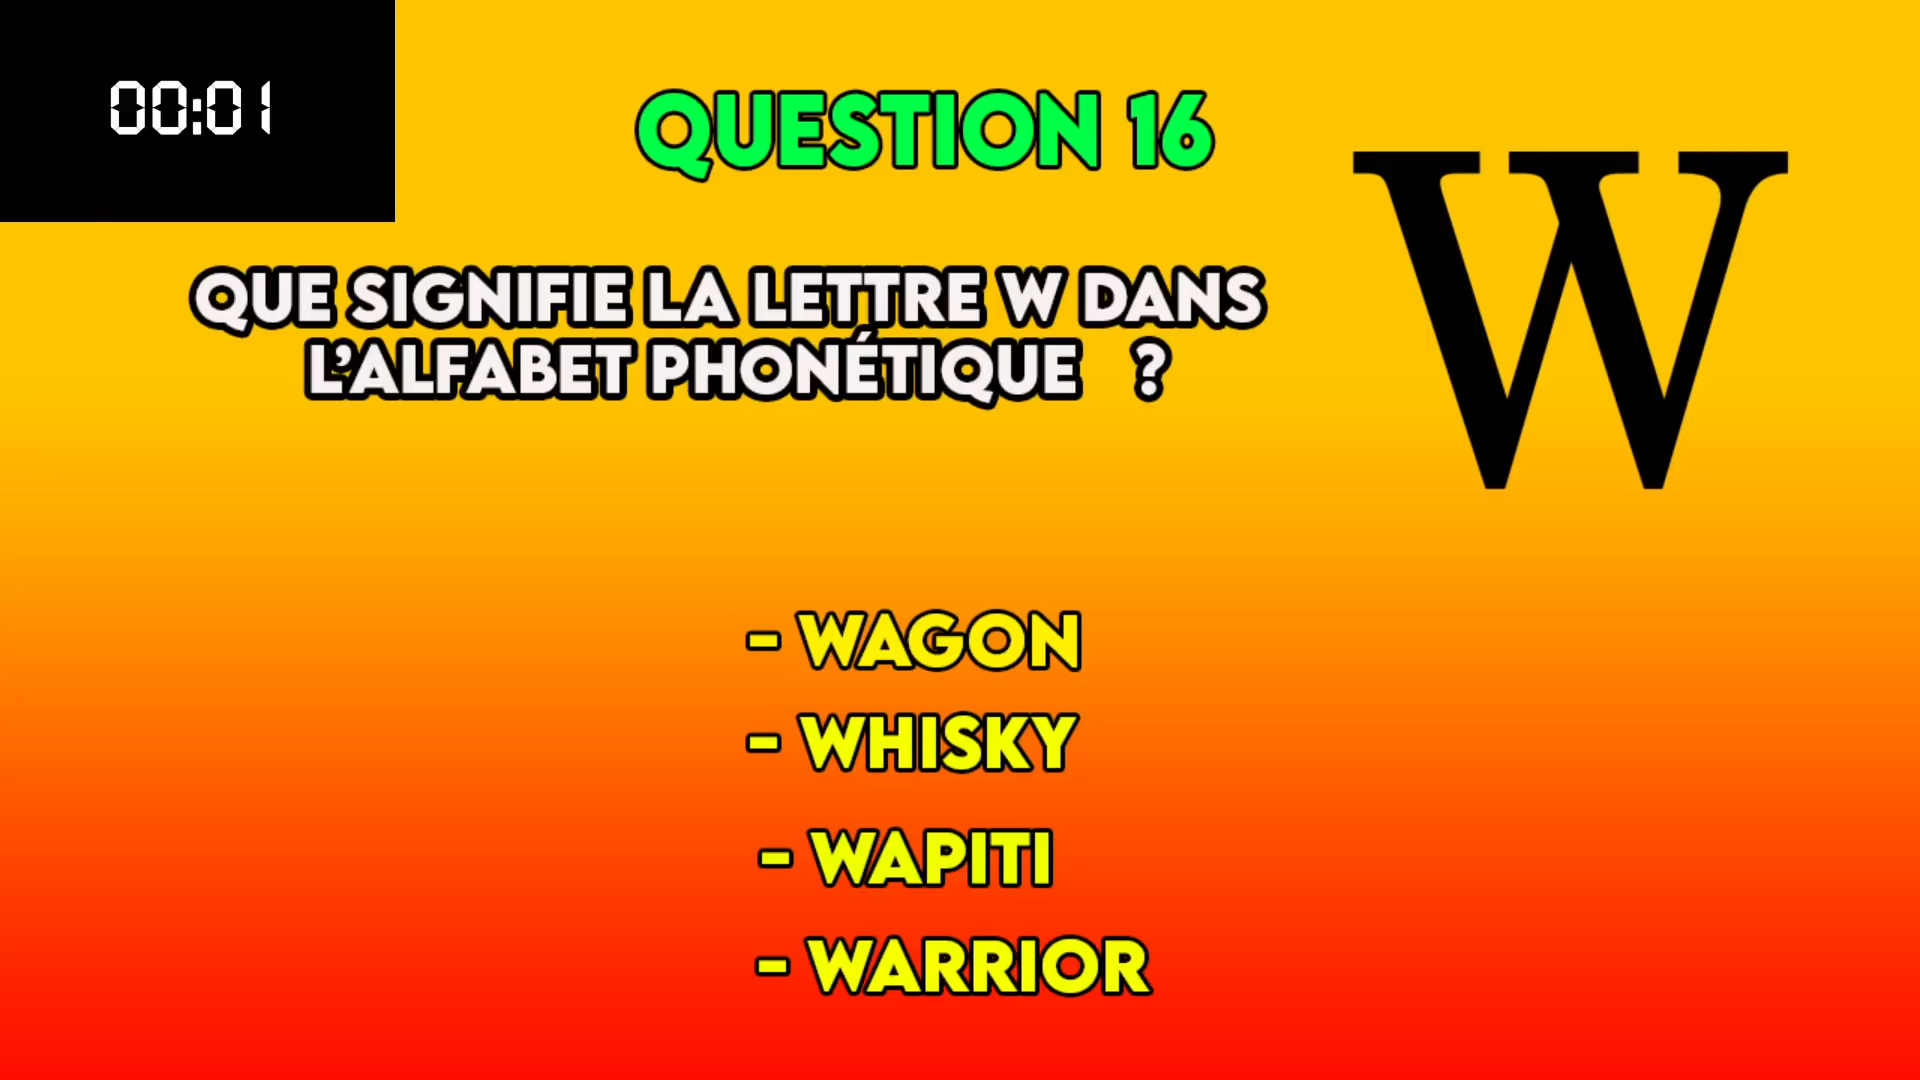 00:01
QUESTION 16
W
QUE SIGNIFIE LA LETTRE W DANS
L'ALFABET PHONÉTIQUE ?
- WAGON
- WHISKY
- WAPITI
- WARRIOR